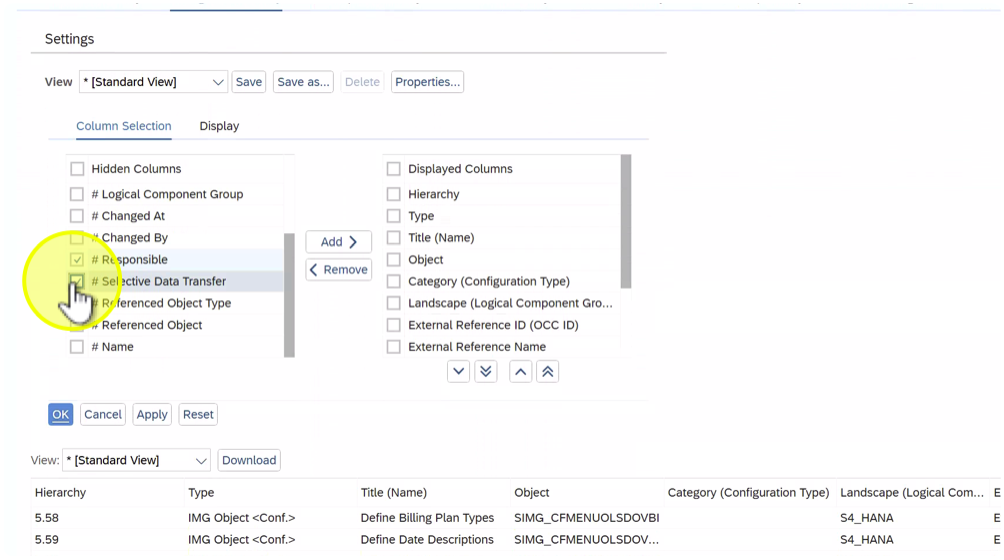 Settings
View * [Standard View] Save Save as... Delete Properties...
Column Selection Display
Hidden Columns
# Logical Component Group
# Changed At
# Changed By
# Responsible
# Selective Data Transfer
# Referenced Object Type
# Referenced Object
# Name
Add
Remove
Displayed Columns
Hierarchy
Type
Title (Name)
Object
Category (Configuration Type)
Landscape (Logical Component Gro...
External Reference ID (OCC ID)
External Reference Name
OK Cancel Apply Reset
View: * [Standard View] Download
Hierarchy Type Title (Name) Object Category (Configuration Type) Landscape (Logical Com... E
5.58 IMG Object <Conf.> Define Billing Plan Types SIMG_CFMENUOLSDOVBI S4_HANA E
5.59 IMG Object <Conf.> Define Date Descriptions SIMG_CFMENUOLSDOV... S4_HANA E